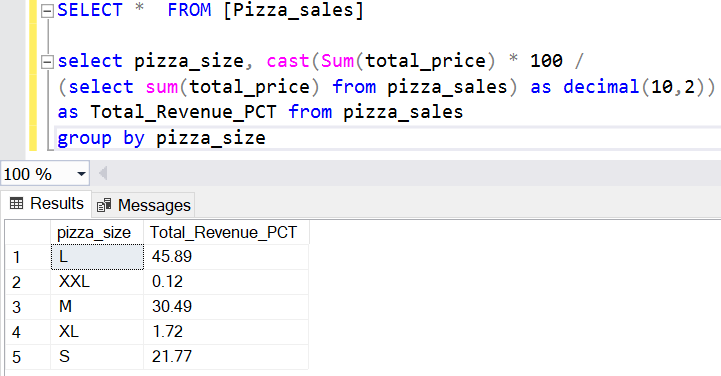 SELECT *  FROM [Pizza_sales]
select pizza_size, cast(Sum(total_price) * 100 /
(select sum(total_price) from pizza_sales) as decimal(10,2))
as Total_Revenue_PCT from pizza_sales
group by pizza_size
100 %
Results Messages
pizza_size Total_Revenue_PCT
1 L 45.89
2 XXL 0.12
3 M 30.49
4 XL 1.72
5 S 21.77